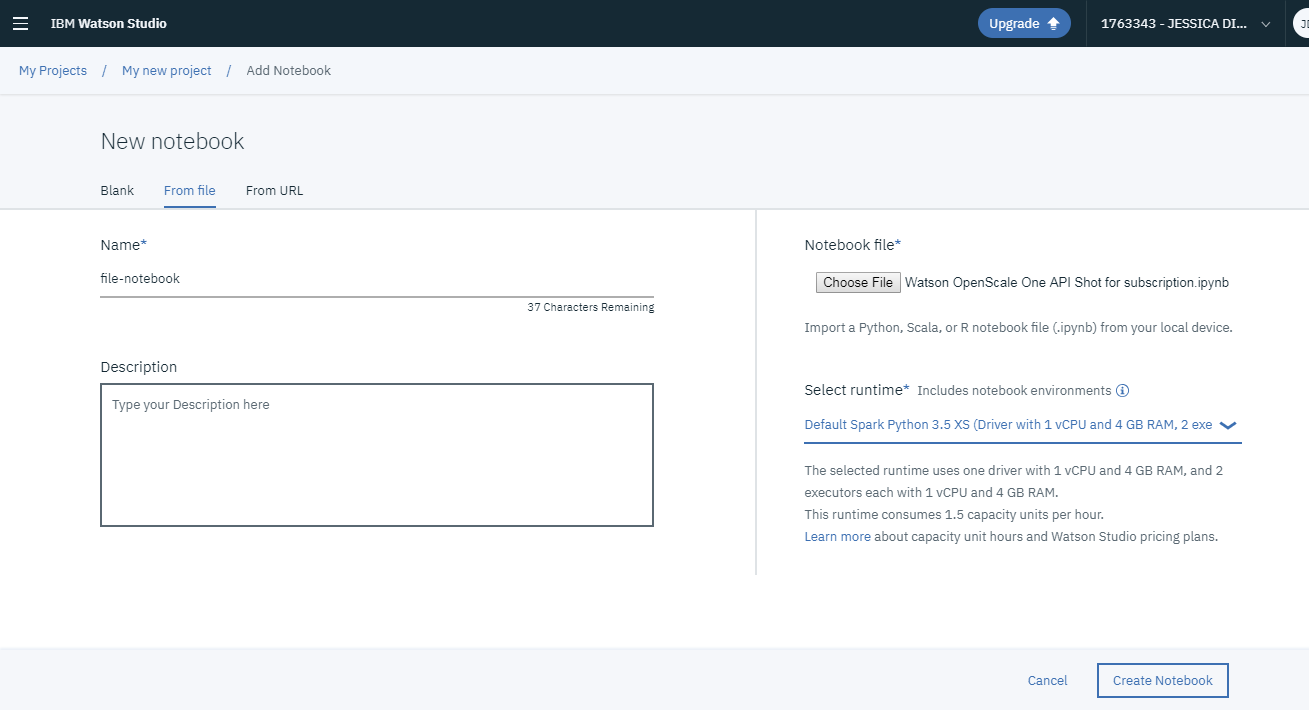 IBM Watson Studio
Upgrade
1763343 - JESSICA DI...
My Projects / My new project / Add Notebook
New notebook
Blank From file From URL
Name*
file-notebook
37 Characters Remaining
Description
Type your Description here
Notebook file*
Choose File Watson OpenScale One API Shot for subscription.ipynb
Import a Python, Scala, or R notebook file (.ipynb) from your local device.
Select runtime* Includes notebook environments
Default Spark Python 3.5 XS (Driver with 1 vCPU and 4 GB RAM, 2 exe
The selected runtime uses one driver with 1 vCPU and 4 GB RAM, and 2
executors each with 1 vCPU and 4 GB RAM.
This runtime consumes 1.5 capacity units per hour.
Learn more about capacity unit hours and Watson Studio pricing plans.
Cancel Create Notebook